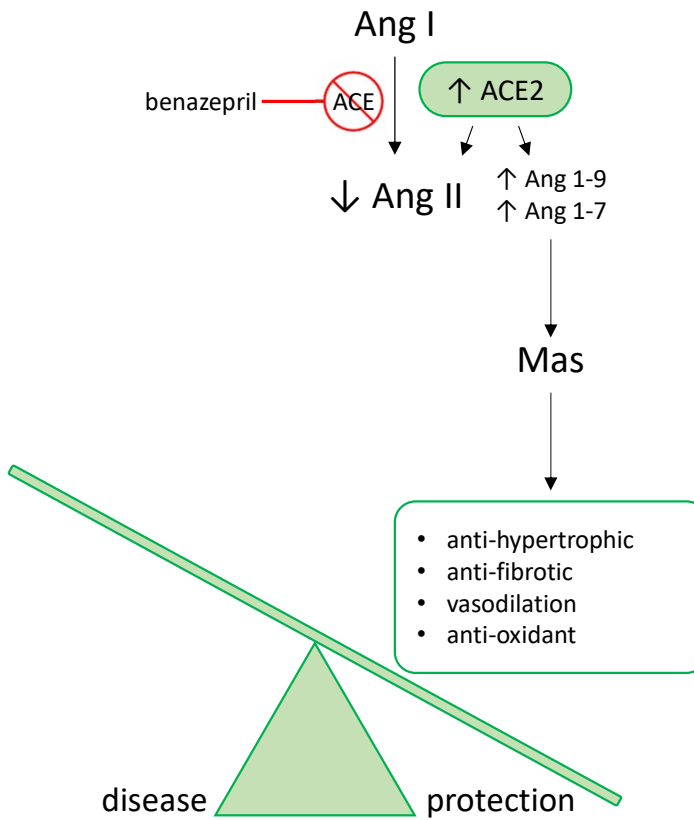 Ang I
benazepril
ACE
↑ ACE2
↓ Ang II
↑ Ang 1-9
↑ Ang 1-7
Mas
• anti-hypertrophic
• anti-fibrotic
• vasodilation
• anti-oxidant
disease
protection